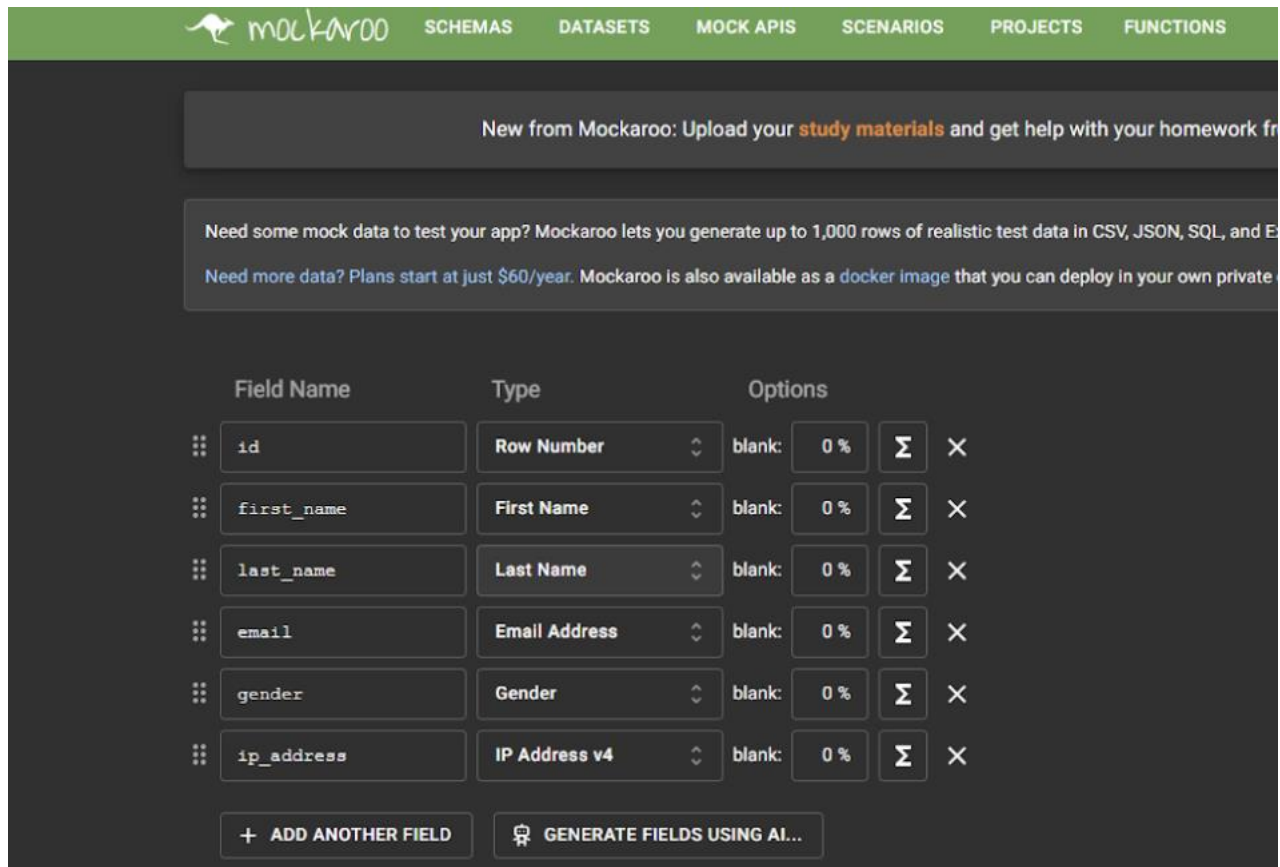 mockaroo SCHEMAS DATASETS MOCK APIS SCENARIOS PROJECTS FUNCTIONS
New from Mockaroo: Upload your study materials and get help with your homework
Need some mock data to test your app? Mockaroo lets you generate up to 1,000 rows of realistic test data in CSV, JSON, SQL, and
Need more data? Plans start at just $60/year. Mockaroo is also available as a docker image that you can deploy in your own private
Field Name Type Options
id Row Number blank: 0 % Σ
first_name First Name blank: 0 % Σ
last_name Last Name blank: 0 % Σ
email Email Address blank: 0 % Σ
gender Gender blank: 0 % Σ
ip_address IP Address v4 blank: 0 % Σ
+ ADD ANOTHER FIELD GENERATE FIELDS USING AI...